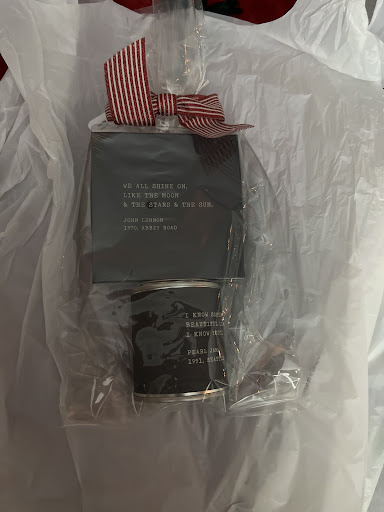 WE ALL SHINE ON,
LIKE THE MOON
& THE STARS & THE SUN.
JOHN LENNON
1970, ABBEY ROAD
I KNOW
BEAUTIFUL
I KNOW
PEARL
1991,